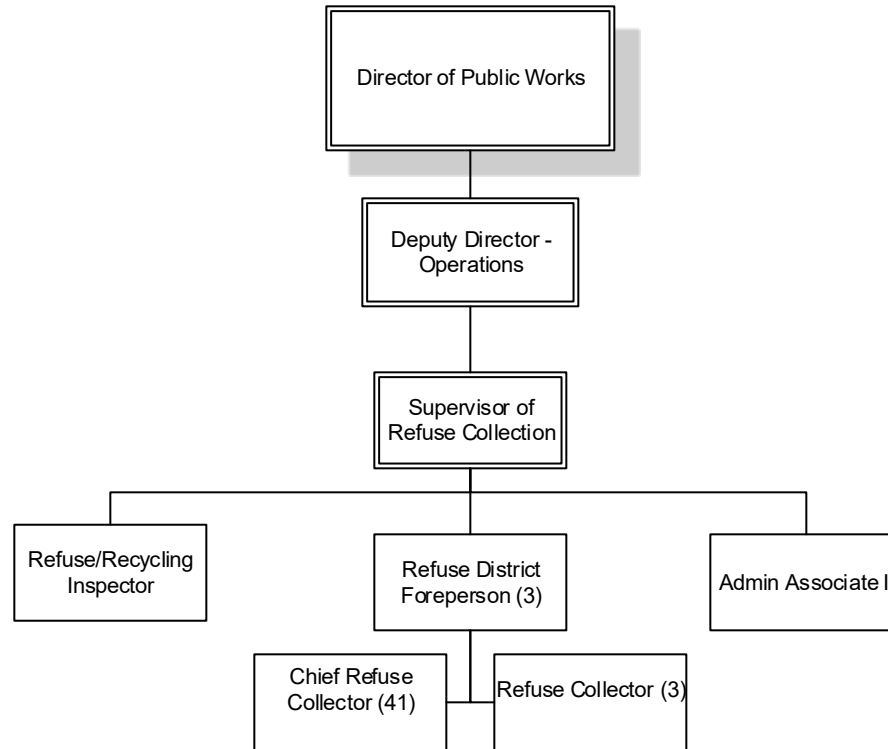 Director of Public Works
Deputy Director -
Operations
Supervisor of
Refuse Collection
Refuse/Recycling
Inspector
Refuse District
Foreperson (3)
Admin Associate I
Chief Refuse
Collector (41)
Refuse Collector (3)